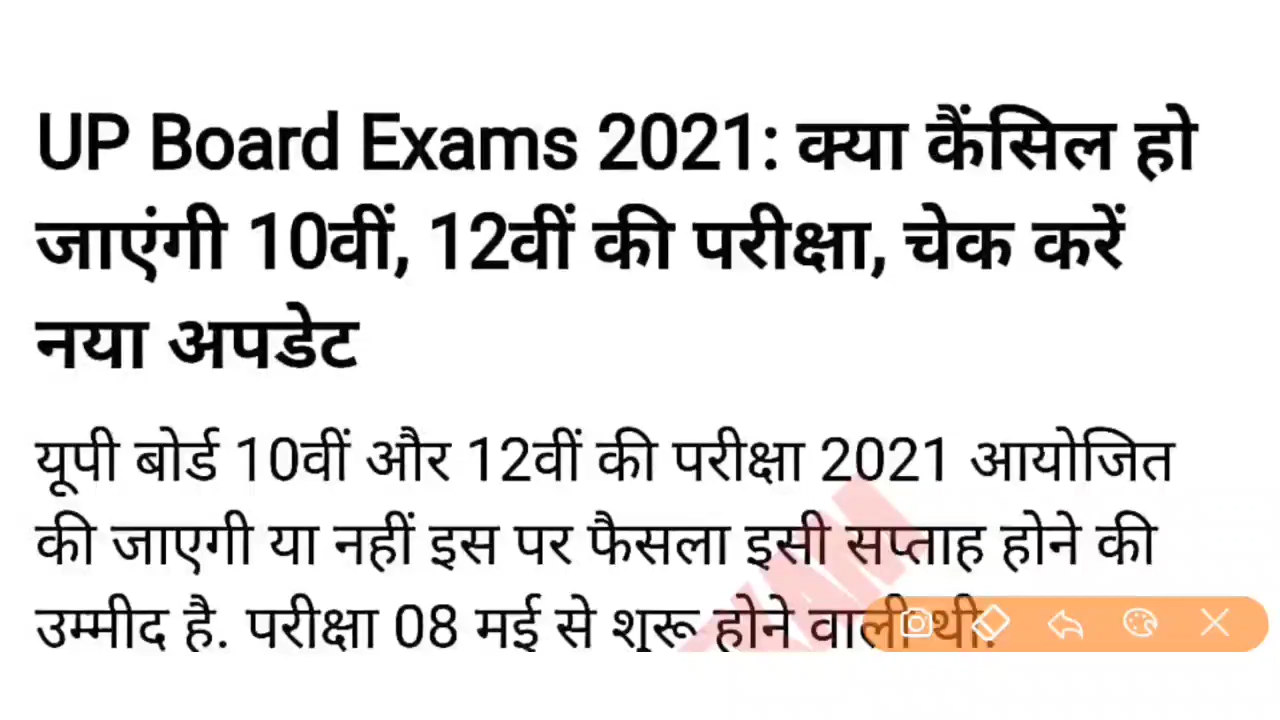 UP Board Exams 2021: क्या कैंसिल हो
जाएंगी 10वीं, 12वीं की परीक्षा, चेक करें
नया अपडेट
यूपी बोर्ड 10वीं और 12वीं की परीक्षा 2021 आयोजित
की जाएगी या नहीं इस पर फैसला इसी सप्ताह होने की
उम्मीद है. परीक्षा 08 मई से शुरू होने वाली थी.